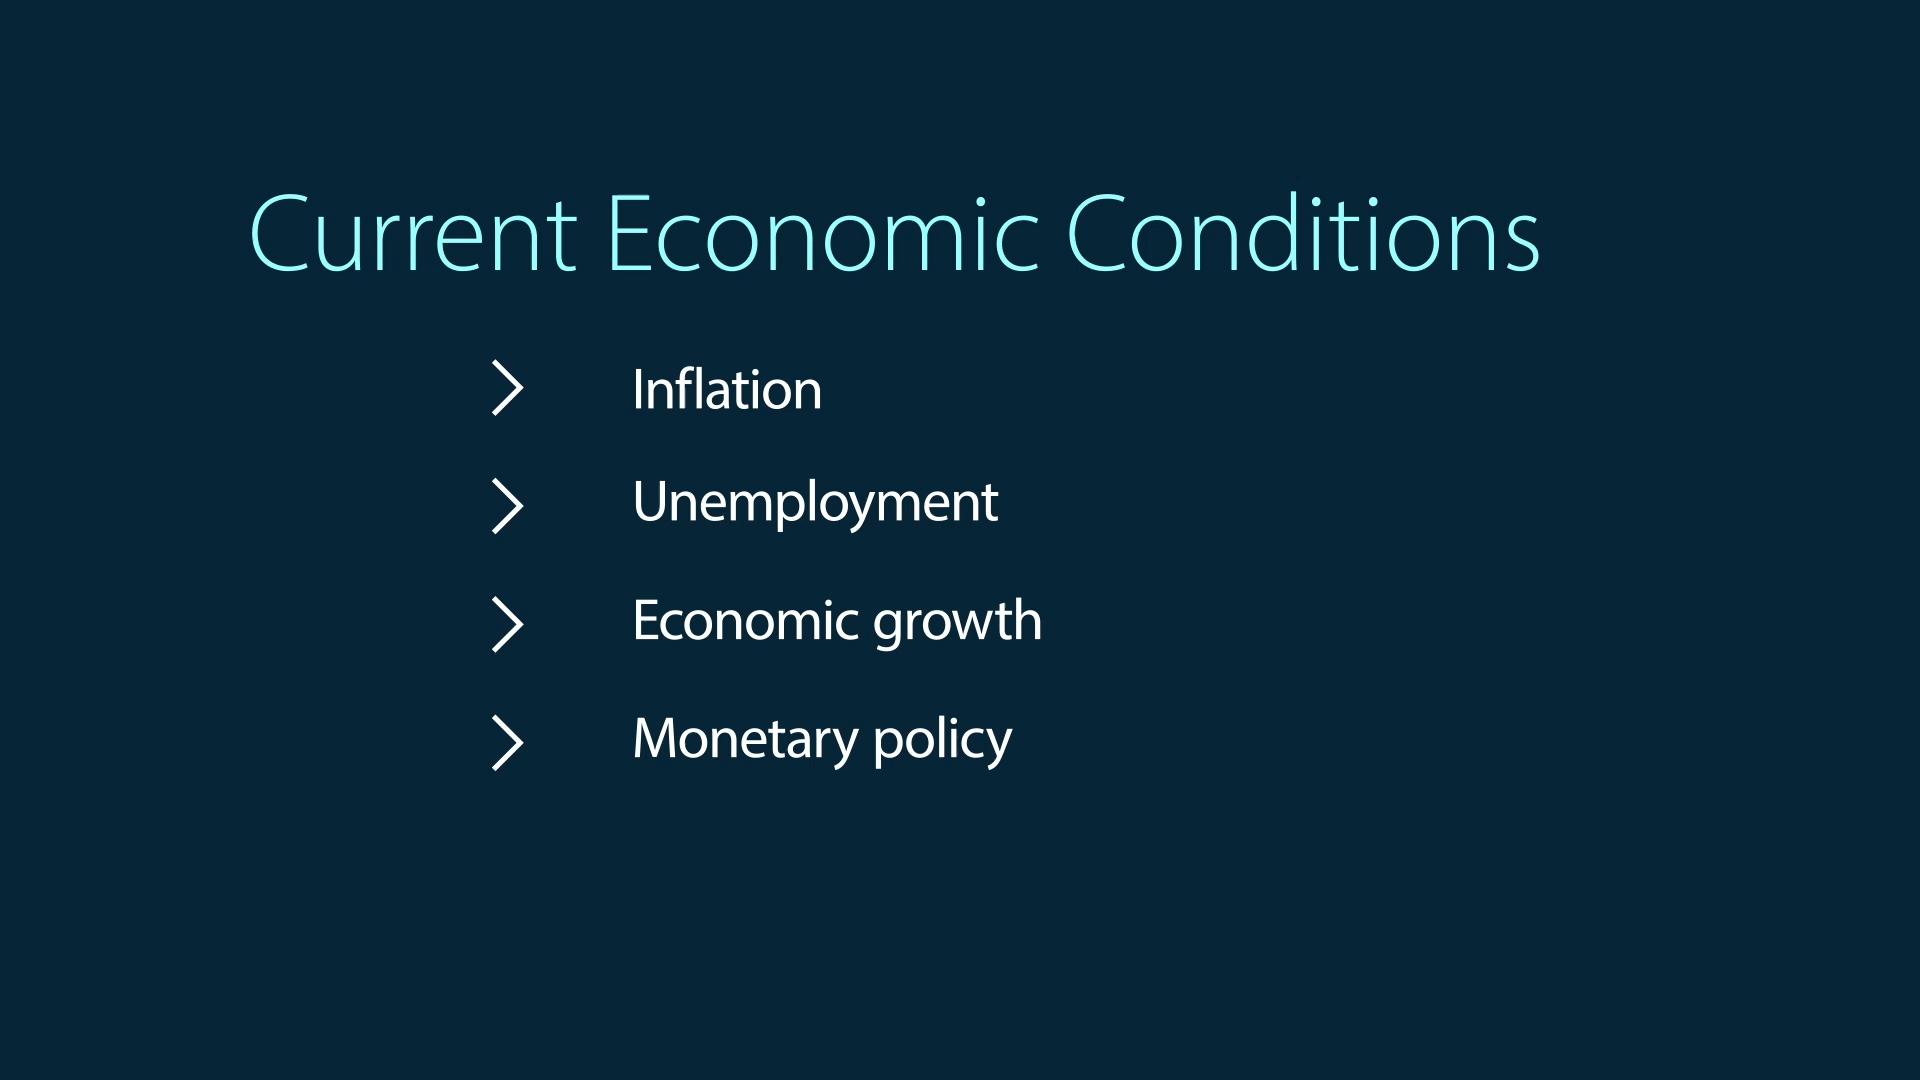 Current Economic Conditions
Inflation
Unemployment
Economic growth
Monetary policy